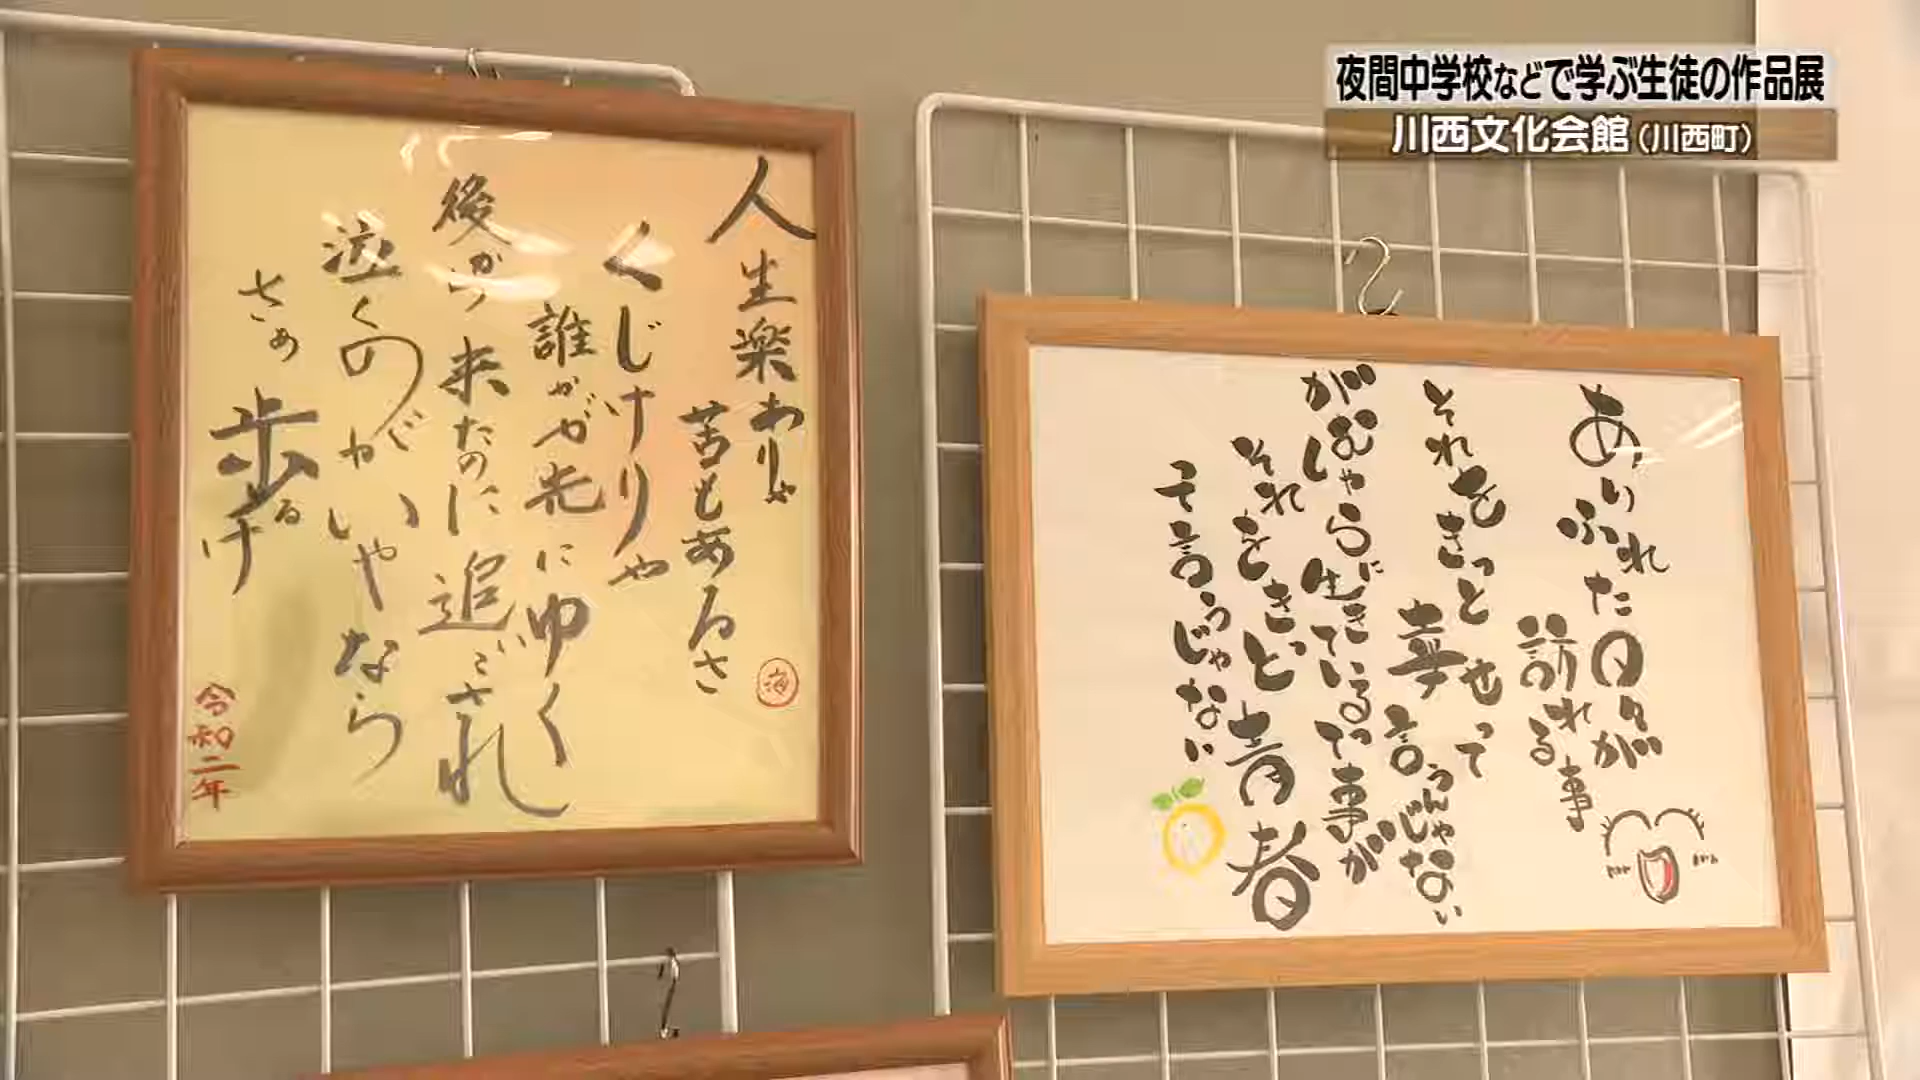 夜間中学校などで学ぶ生徒の作品展
川西文化会館（川西町）
人生楽ありゃ
苦もあるさ
くじけりゃ
誰かが先にゆく
後から来たのに追ごされ
泣くのがいやなら
さぁ歩るけ
令和二年
海
ありふれた日々が
訪れる事
それをきっと幸せって
言うんじゃない
がむしゃらに生きているって事が
それをきっと青春
て言うじゃない